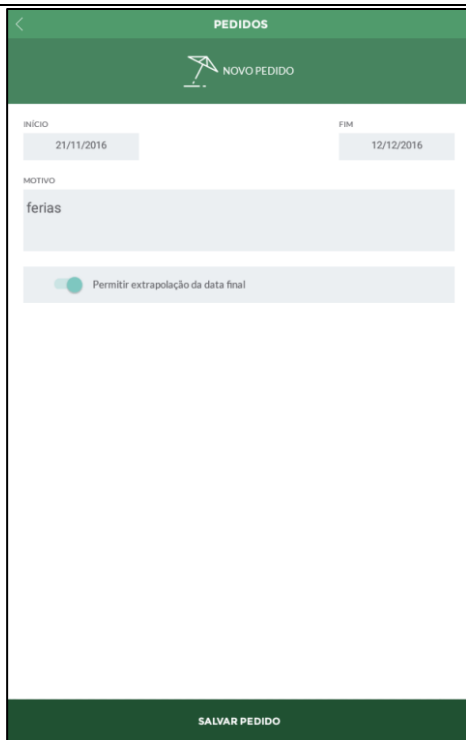 PEDIDOS
NOVO PEDIDO
INÍCIO FIM
21/11/2016 12/12/2016
MOTIVO
ferias
Permitir extrapolação da data final
SALVAR PEDIDO